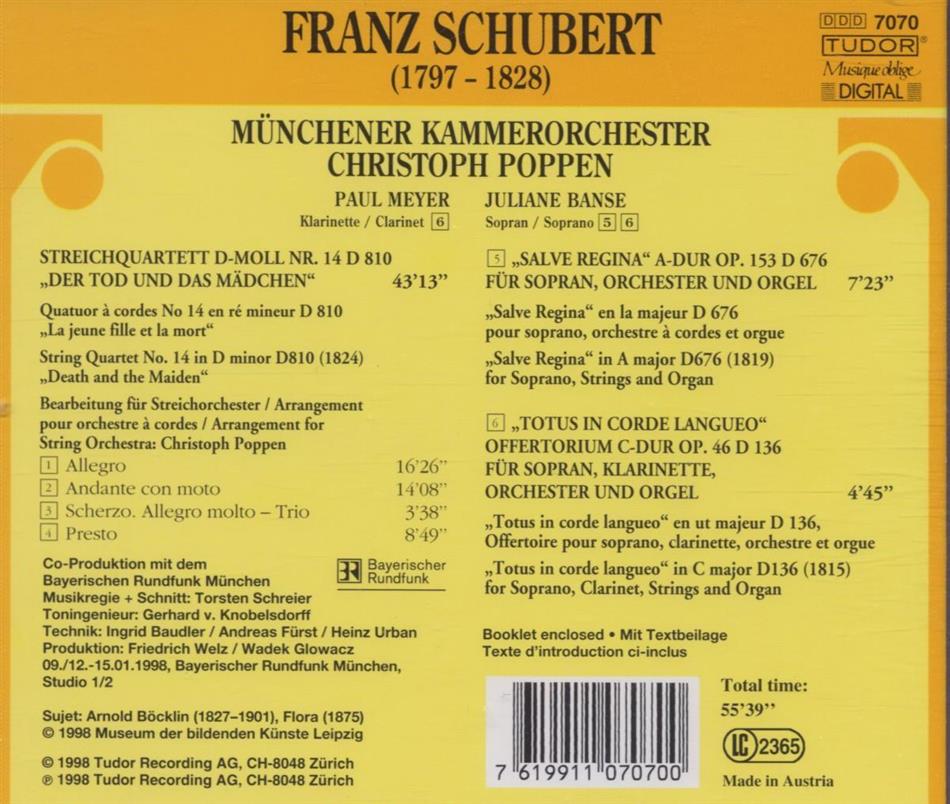 FRANZ SCHUBERT
(1797 – 1828)
DDD 7070
TUDOR®
Musique oblige
DIGITAL
MÜNCHENER KAMMERORCHESTER
CHRISTOPH POPPEN
PAUL MEYER
Klarinette / Clarinet 6
JULIANE BANSE
Sopran / Soprano 5 6
STREICHQUARTETT D-MOLL NR. 14 D 810
„DER TOD UND DAS MÄDCHEN“ 43’13”
Quatuor à cordes No 14 en ré mineur D 810
„La jeune fille et la mort“
String Quartet No. 14 in D minor D810 (1824)
„Death and the Maiden“
Bearbeitung für Streichorchester / Arrangement
pour orchestre à cordes / Arrangement for
String Orchestra: Christoph Poppen
1 Allegro 16’26”
2 Andante con moto 14’08”
3 Scherzo. Allegro molto – Trio 3’38”
4 Presto 8’49”
Co-Produktion mit dem
Bayerischen Rundfunk München
Musikregie + Schnitt: Torsten Schreier
Toningenieur: Gerhard v. Knobelsdorff
Technik: Ingrid Baudler / Andreas Fürst / Heinz Urban
Produktion: Friedrich Welz / Wadek Glowacz
09./12.-15.01.1998, Bayerischer Rundfunk München,
Studio 1/2
Bayerischer
Rundfunk
Sujet: Arnold Böcklin (1827–1901), Flora (1875)
© 1998 Museum der bildenden Künste Leipzig
© 1998 Tudor Recording AG, CH-8048 Zürich
℗ 1998 Tudor Recording AG, CH-8048 Zürich
5 „SALVE REGINA“ A-DUR OP. 153 D 676
FÜR SOPRAN, ORCHESTER UND ORGEL 7’23”
„Salve Regina“ en la majeur D 676
pour soprano, orchestre à cordes et orgue
„Salve Regina“ in A major D676 (1819)
for Soprano, Strings and Organ
6 „TOTUS IN CORDE LANGUEO“
OFFERTORIUM C-DUR OP. 46 D 136
FÜR SOPRAN, KLARINETTE,
ORCHESTER UND ORGEL 4’45”
„Totus in corde langueo“ en ut majeur D 136,
Offertoire pour soprano, clarinette, orchestre et orgue
„Totus in corde langueo“ in C major D136 (1815)
for Soprano, Clarinet, Strings and Organ
Booklet enclosed • Mit Textbeilage
Texte d’introduction ci-inclus
7 619911 070700
Total time:
55’39”
LC 2365
Made in Austria